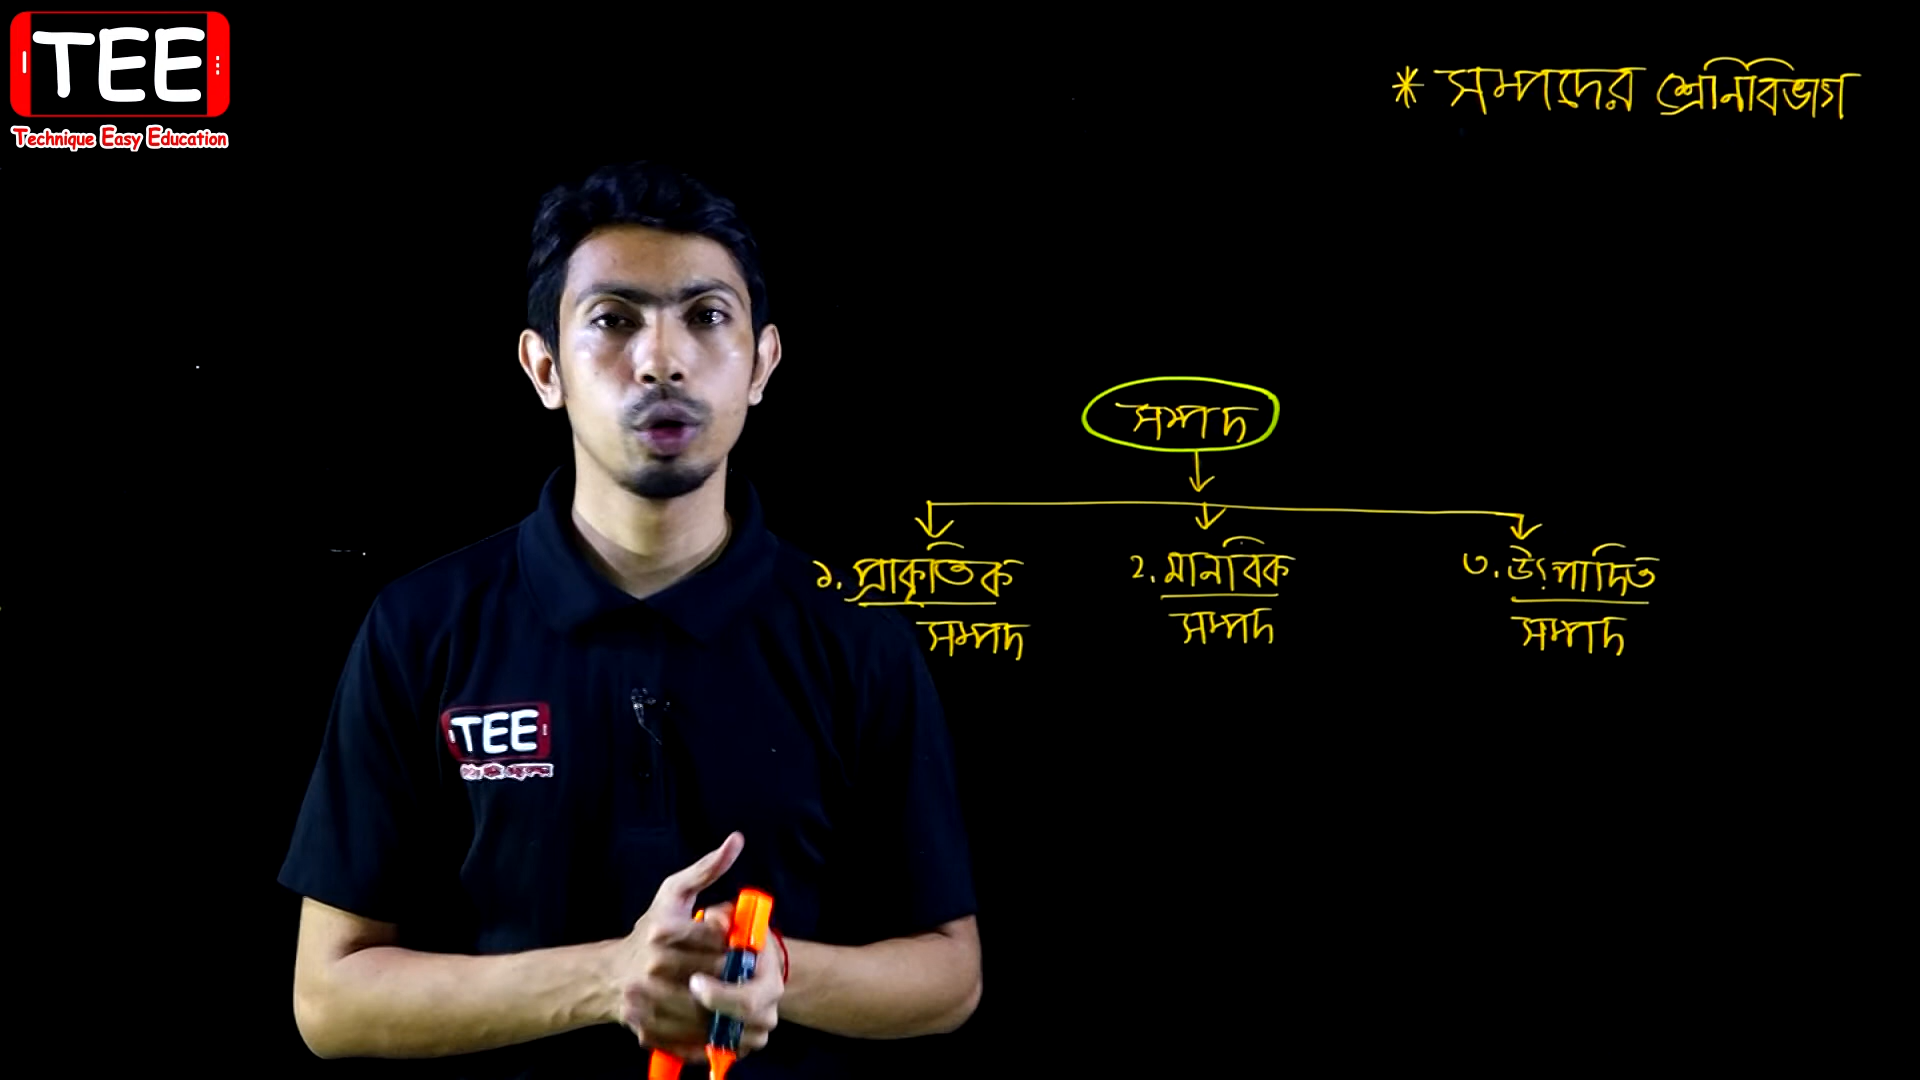 TEE
Technique Easy Education
* সম্পদের শ্রেনিবিভাগ
সম্পদ
১. প্রাকৃতিক
সম্পদ
২. মানবিক
সম্পদ
৩. উৎপাদিত
সম্পদ
TEE